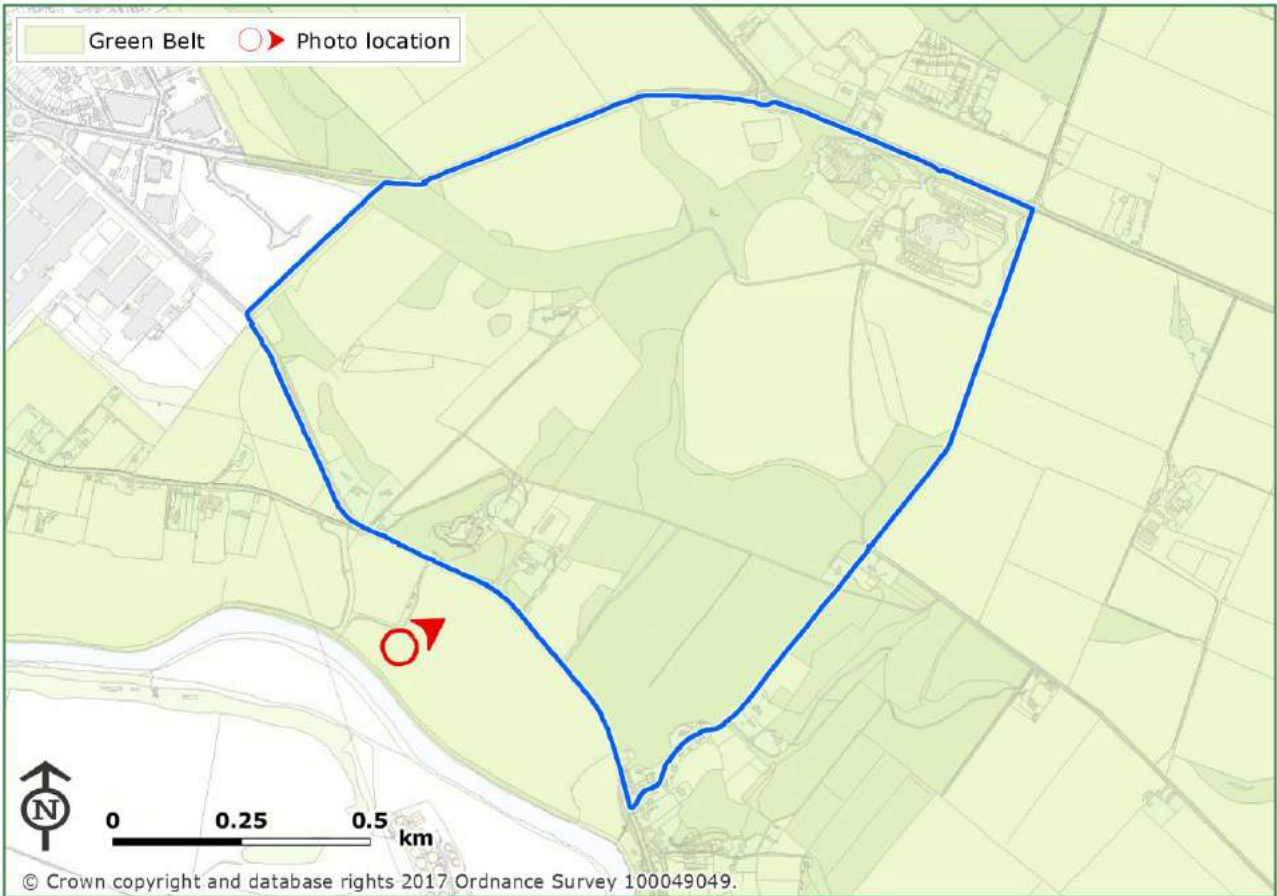 Green Belt Photo location
N
0 0.25 0.5
km
© Crown copyright and database rights 2017 Ordnance Survey 100049049.